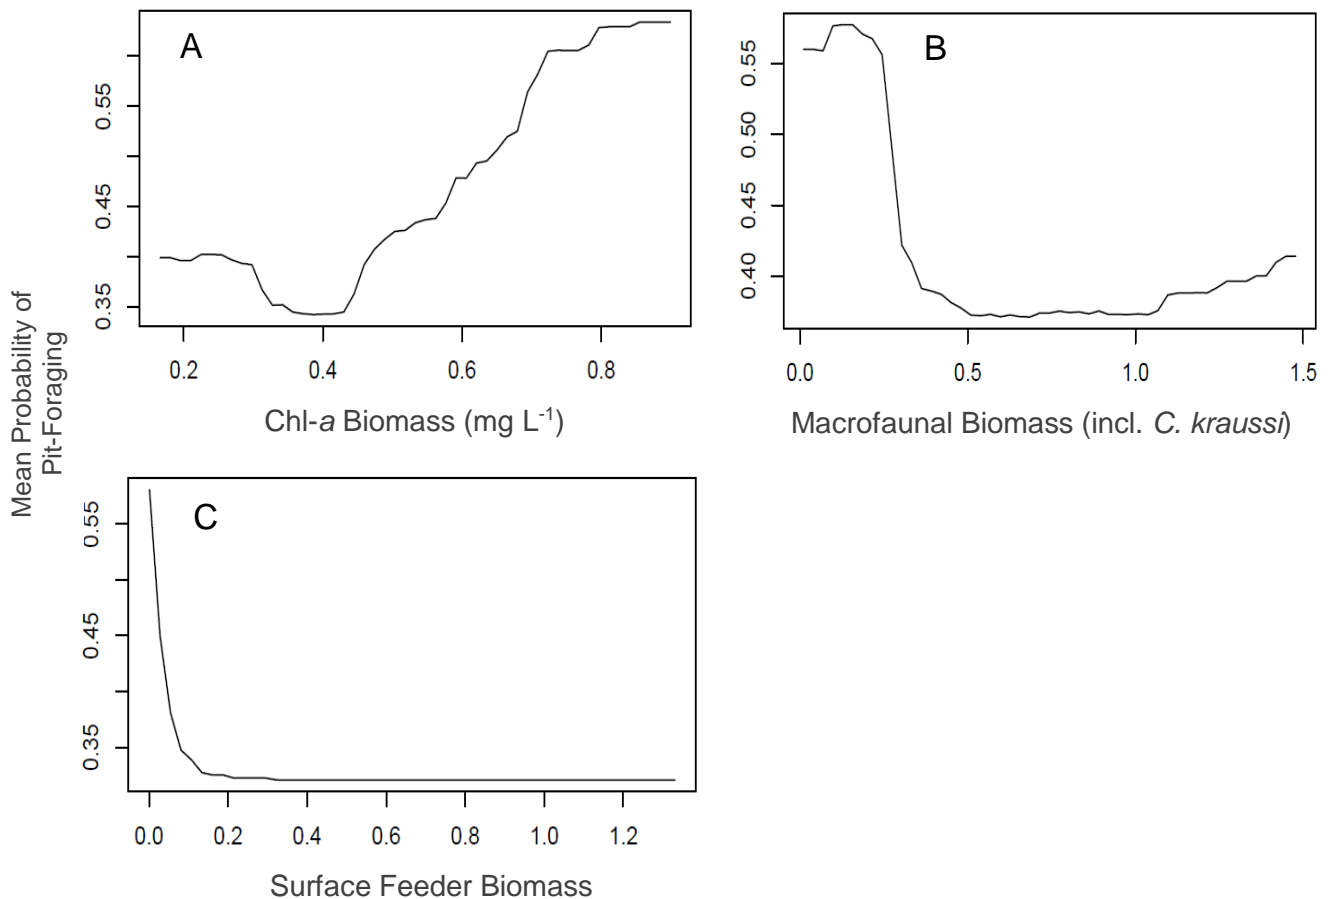 A
0.55
0.45
0.35
0.2 0.4 0.6 0.8
Chl-a Biomass (mg L-1)
B
0.55
0.50
0.45
0.40
0.0 0.5 1.0 1.5
Macrofaunal Biomass (incl. C. kraussi)
Mean Probability of
Pit-Foraging
C
0.55
0.45
0.35
0.0 0.2 0.4 0.6 0.8 1.0 1.2
Surface Feeder Biomass